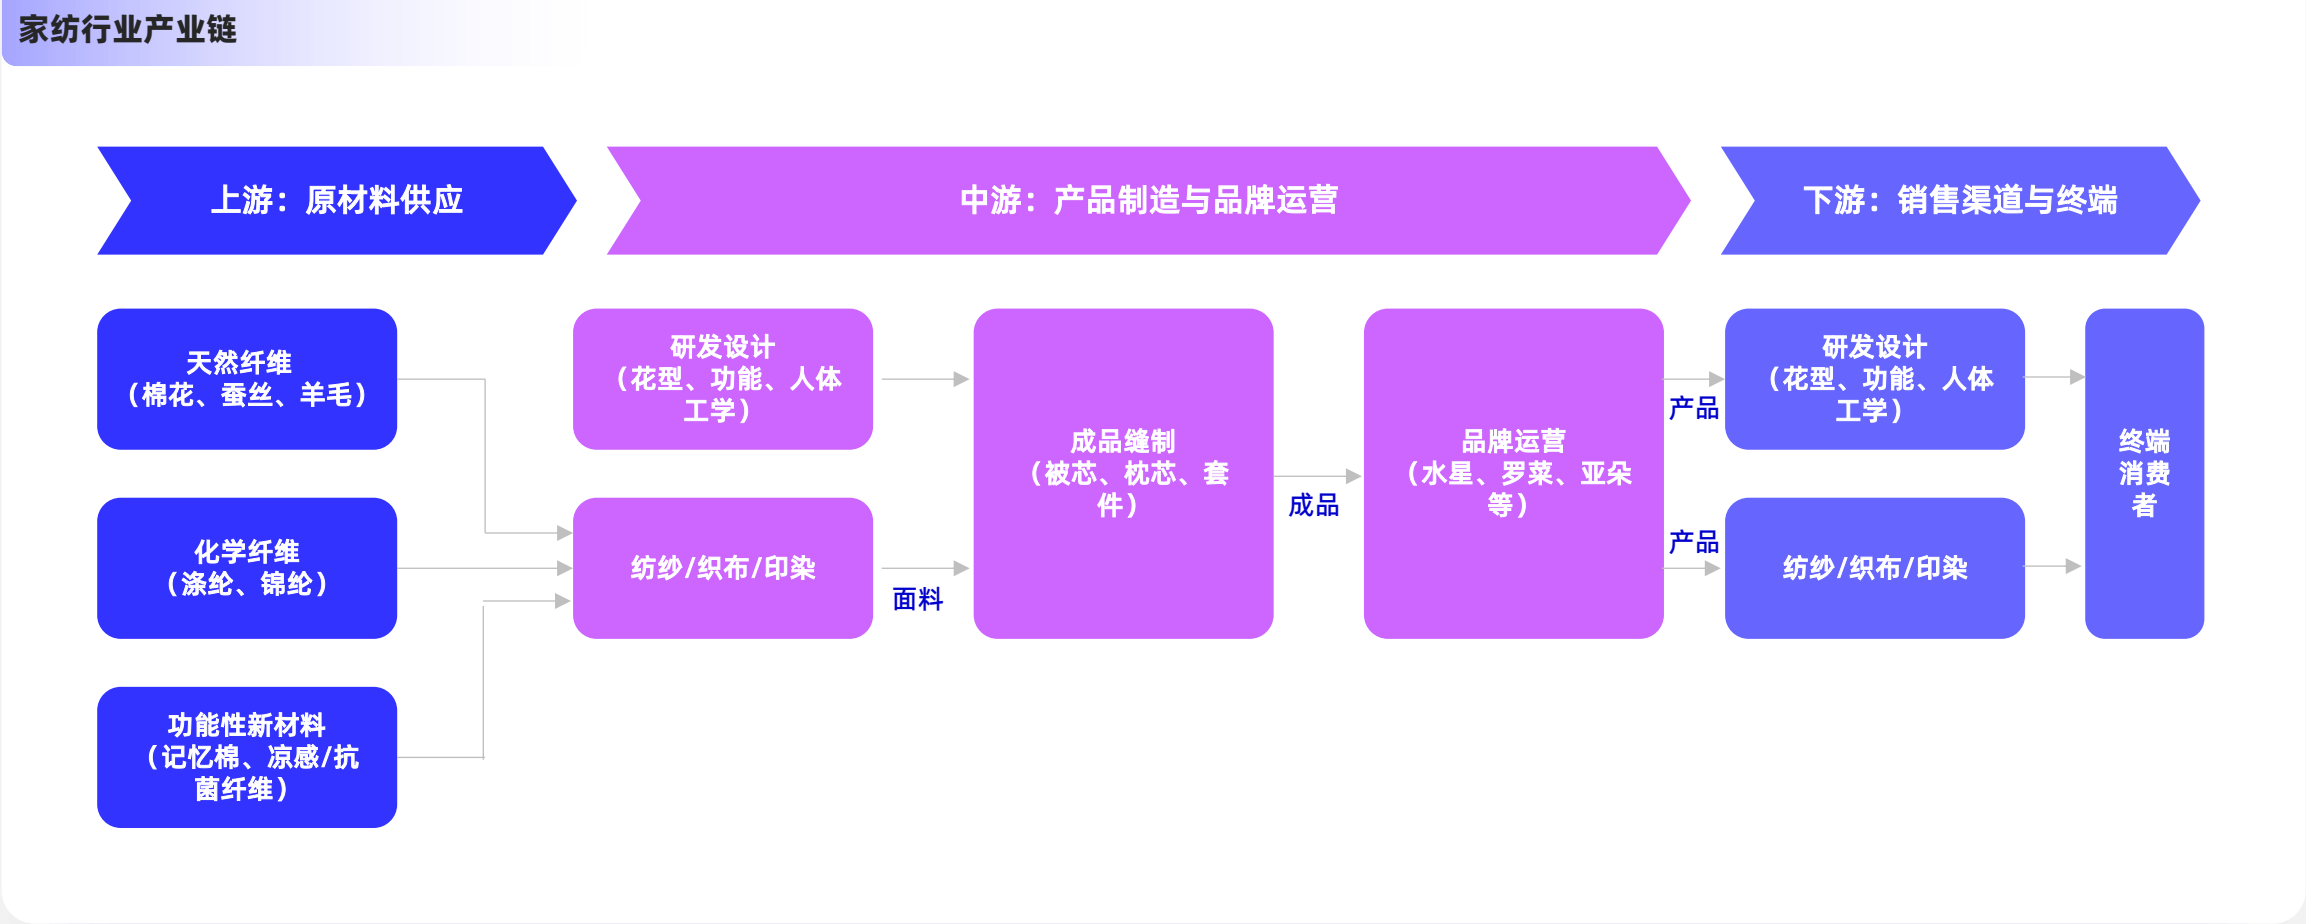 家纺行业产业链
上游：原材料供应
中游：产品制造与品牌运营
下游：销售渠道与终端
天然纤维
（棉花、蚕丝、羊毛）
化学纤维
（涤纶、锦纶）
功能性新材料
（记忆棉、凉感/抗
菌纤维）
研发设计
（花型、功能、人体
工学）
纺纱/织布/印染
面料
成品缝制
（被芯、枕芯、套
件）
成品
品牌运营
（水星、罗菜、亚朵
等）
产品
产品
研发设计
（花型、功能、人体
工学）
纺纱/织布/印染
终端
消费
者